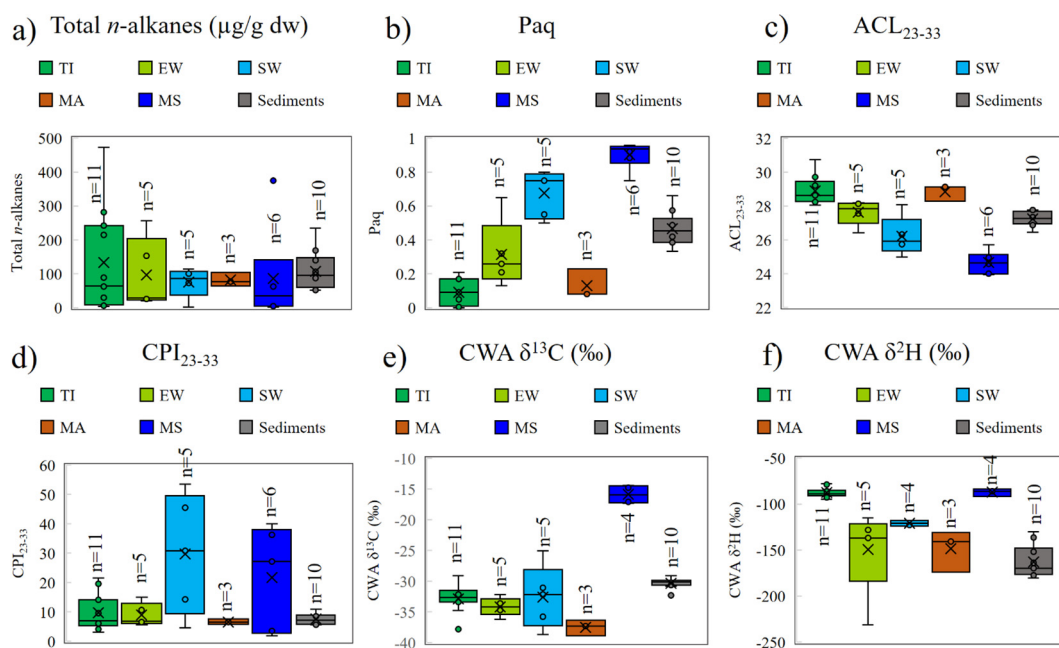 a) Total n-alkanes (µg/g dw)
TI EW SW
MA MS Sediments
Total n-alkanes
500
400
300
200
100
0
n=11
n=5
n=5
n=3
n=6
n=10
b) Paq
TI EW SW
MA MS Sediments
Paq
1
0.8
0.6
0.4
0.2
0
n=11
n=5
n=5
n=3
n=6
n=10
c) ACL23-33
TI EW SW
MA MS Sediments
ACL23-33
32
30
28
26
24
22
n=11
n=5
n=5
n=3
n=6
n=10
d) CPI23-33
TI EW SW
MA MS Sediments
CPI23-33
60
50
40
30
20
10
0
n=11
n=5
n=5
n=3
n=6
n=10
e) CWA δ13C (‰)
TI EW SW
MA MS Sediments
CWA δ13C (‰)
-10
-15
-20
-25
-30
-35
-40
n=11
n=5
n=5
n=3
n=4
n=10
f) CWA δ2H (‰)
TI EW SW
MA MS Sediments
CWA δ2H (‰)
-50
-100
-150
-200
-250
n=11
n=5
n=4
n=3
n=4
n=10